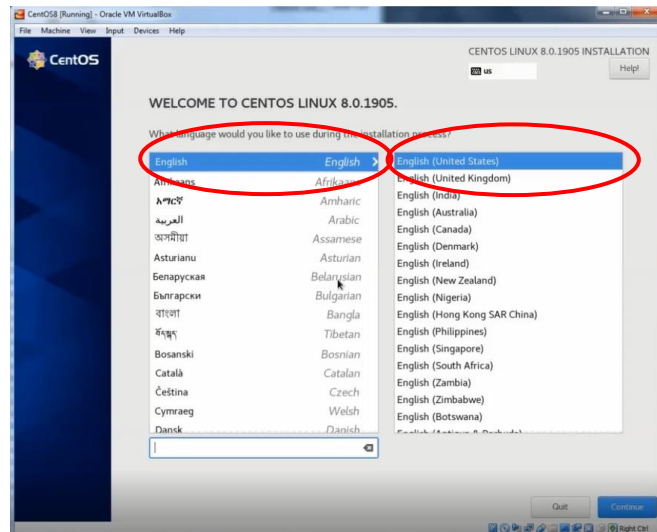 CentOS8 [Running] - Oracle VM VirtualBox
File Machine View Input Devices Help
CentOS
CENTOS LINUX 8.0.1905 INSTALLATION
us
Help!
WELCOME TO CENTOS LINUX 8.0.1905.
What language would you like to use during the installation process?
English English
Afrikaans Afrikaans
አማርኛ Amharic
العربية Arabic
অসমীয়া Assamese
Asturianu Asturian
Беларуская Belarusian
Български Bulgarian
বাংলা Bangla
Tibetan
Bosanski Bosnian
Català Catalan
Čeština Czech
Cymraeg Welsh
Dansk Danish
English (United States)
English (United Kingdom)
English (India)
English (Australia)
English (Canada)
English (Denmark)
English (Ireland)
English (New Zealand)
English (Nigeria)
English (Hong Kong SAR China)
English (Philippines)
English (Singapore)
English (South Africa)
English (Zambia)
English (Zimbabwe)
English (Botswana)
English (Antigua & Barbuda)
Quit
Continue
Right Ctrl